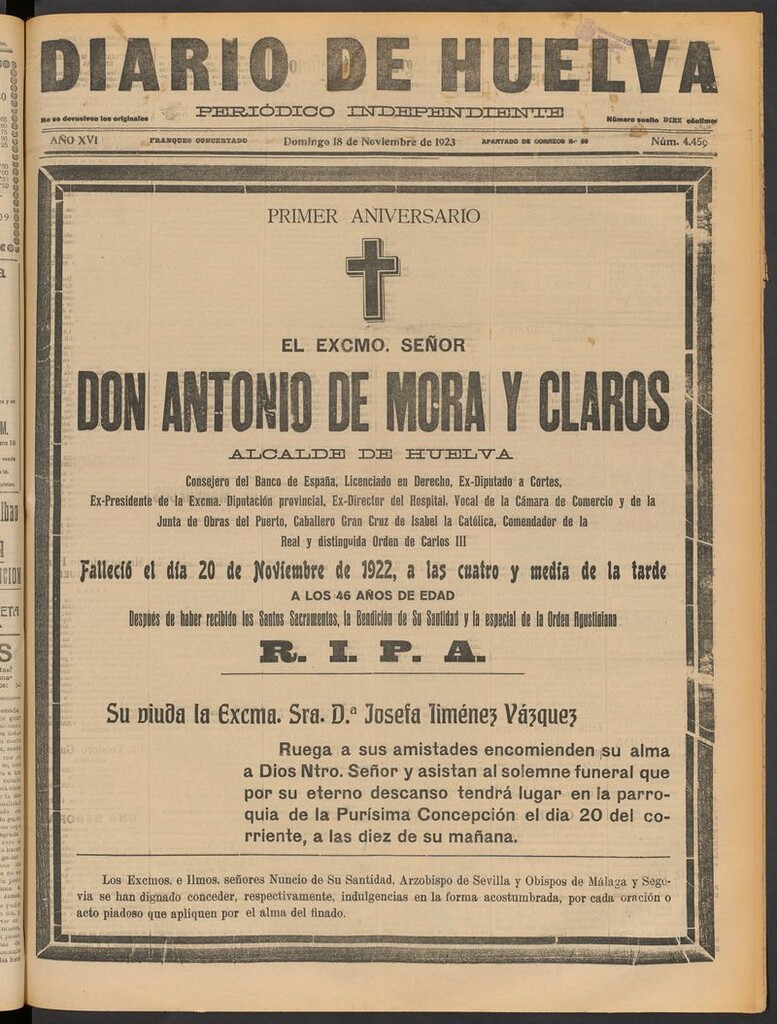 DIARIO DE HUELVA
PERIÓDICO INDEPENDIENTE
No se devuelven los originales
Número suelto DIEZ céntimos
AÑO XVI
FRANQUEO CONCERTADO
Domingo 18 de Noviembre de 1923
APARTADO DE CORREOS N.º
Núm. 4.459
PRIMER ANIVERSARIO
EL EXCMO. SEÑOR
DON ANTONIO DE MORA Y CLAROS
ALCALDE DE HUELVA
Consejero del Banco de España, Licenciado en Derecho, Ex-Diputado a Cortes,
Ex-Presidente de la Excma. Diputación provincial, Ex-Director del Hospital, Vocal de la Cámara de Comercio y de la
Junta de Obras del Puerto, Caballero Gran Cruz de Isabel la Católica, Comendador de la
Real y distinguida Orden de Carlos III
Falleció el día 20 de Noviembre de 1922, a las cuatro y media de la tarde
A LOS 46 AÑOS DE EDAD
Después de haber recibido los Santos Sacramentos, la Bendición de Su Santidad y la especial de la Orden Agustiniana
R. I. P. A.
Su viuda la Excma. Sra. D.ª Josefa Jiménez Vázquez
Ruega a sus amistades encomienden su alma
a Dios Ntro. Señor y asistan al solemne funeral que
por su eterno descanso tendrá lugar en la parro-
quia de la Purísima Concepción el dia 20 del co-
rriente, a las diez de su mañana.
Los Excmos. e Ilmos. señores Nuncio de Su Santidad, Arzobispo de Sevilla y Obispos de Málaga y Sego-
via se han dignado conceder, respectivamente, indulgencias en la forma acostumbrada, por cada oración o
acto piadoso que apliquen por el alma del finado.